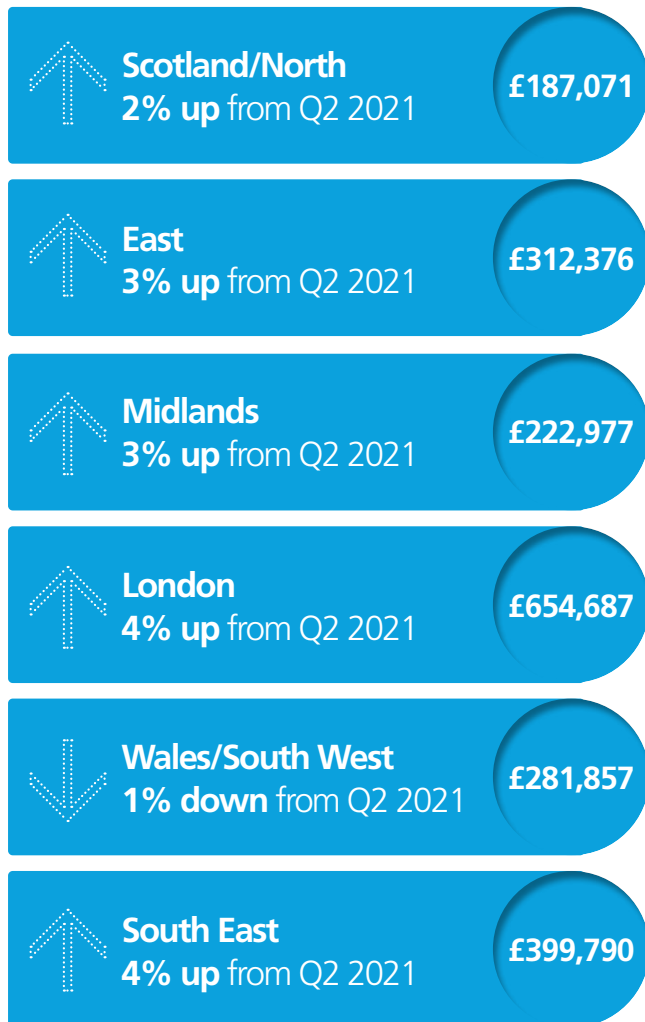 Scotland/North
2% up from Q2 2021
£187,071
East
3% up from Q2 2021
£312,376
Midlands
3% up from Q2 2021
£222,977
London
4% up from Q2 2021
£654,687
Wales/South West
1% down from Q2 2021
£281,857
South East
4% up from Q2 2021
£399,790